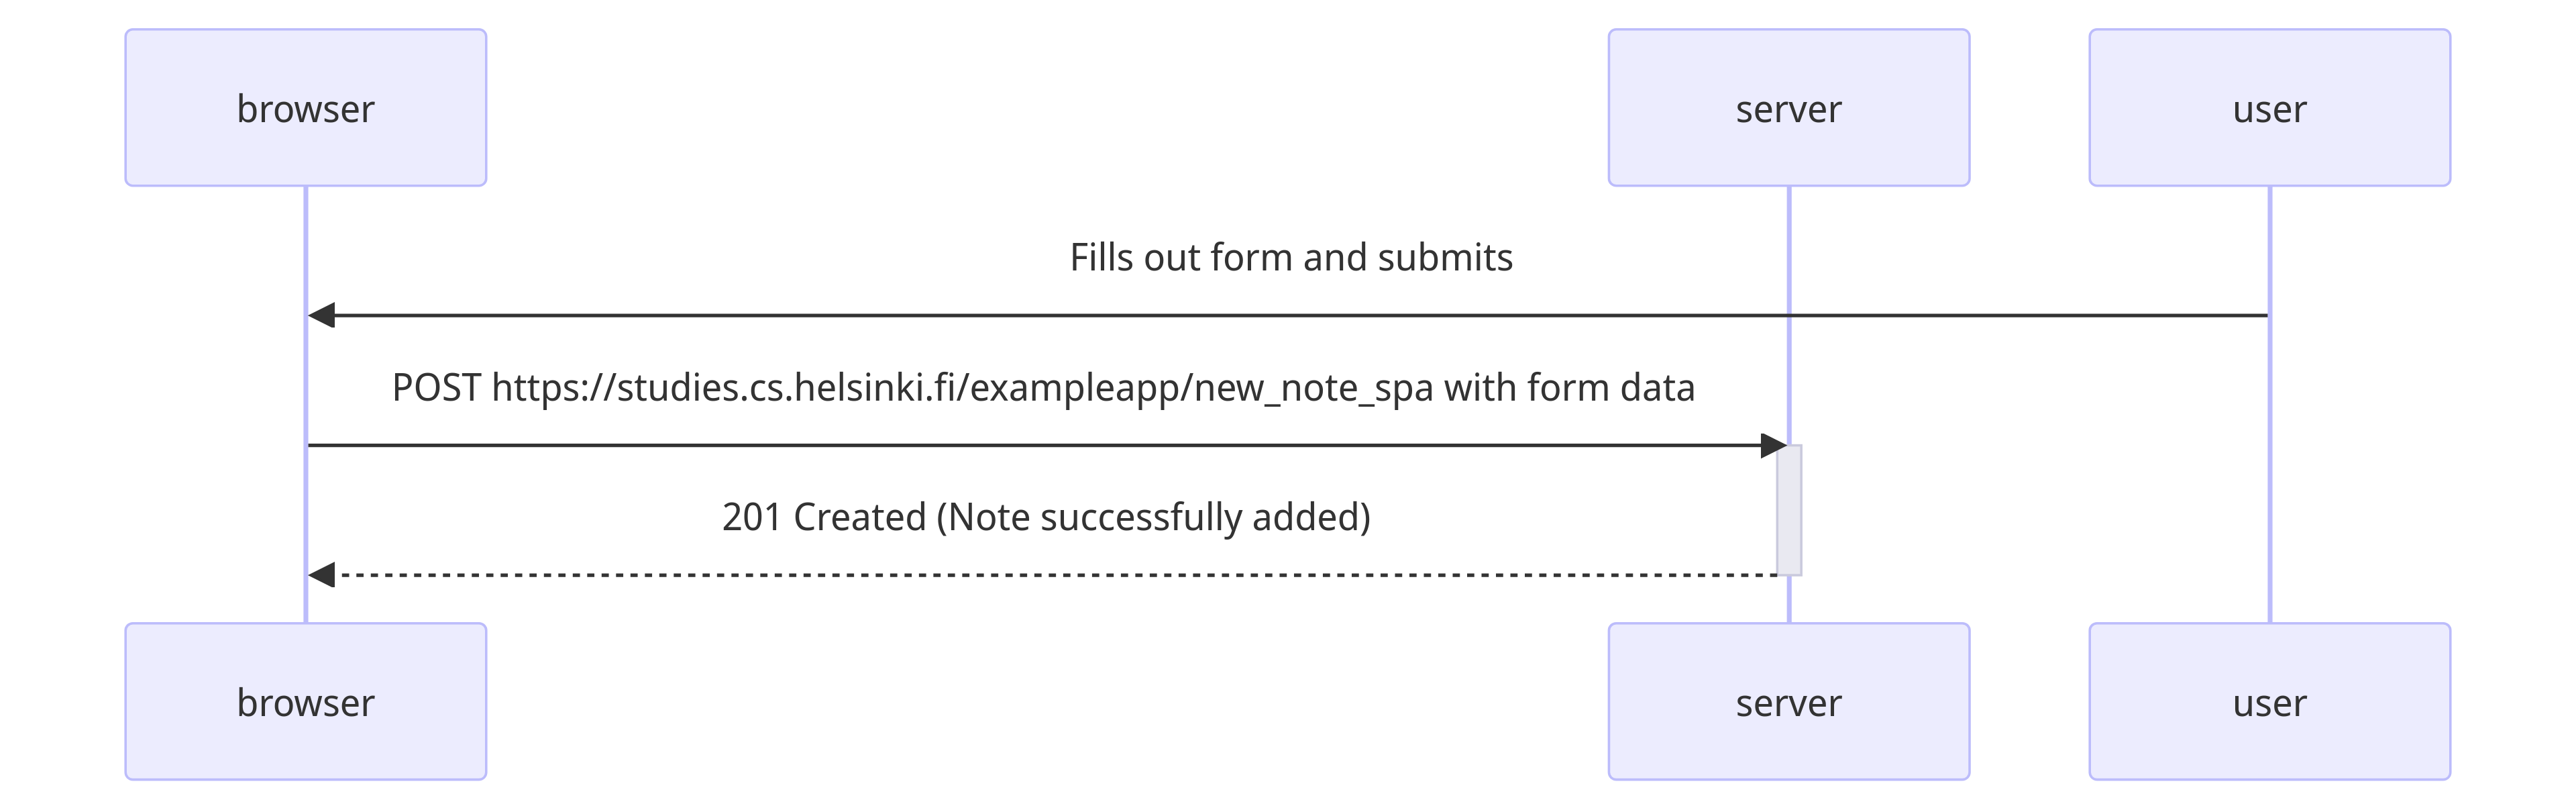 browser
server
user
Fills out form and submits
POST https://studies.cs.helsinki.fi/exampleapp/new_note_spa with form data
201 Created (Note successfully added)
browser
server
user